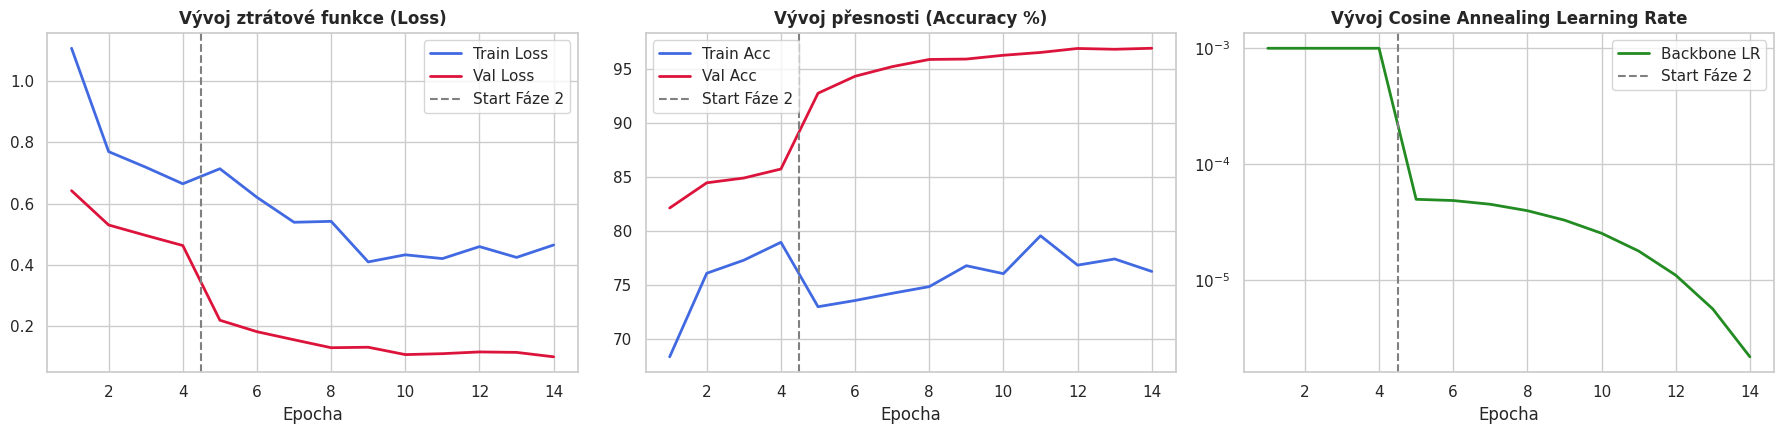 Vývoj ztrátové funkce (Loss)
Train Loss
Val Loss
Start Fáze 2
1.0
0.8
0.6
0.4
0.2
2 4 6 8 10 12 14
Epocha
Vývoj přesnosti (Accuracy %)
Train Acc
Val Acc
Start Fáze 2
95
90
85
80
75
70
2 4 6 8 10 12 14
Epocha
Vývoj Cosine Annealing Learning Rate
Backbone LR
Start Fáze 2
10⁻³
10⁻⁴
10⁻⁵
2 4 6 8 10 12 14
Epocha